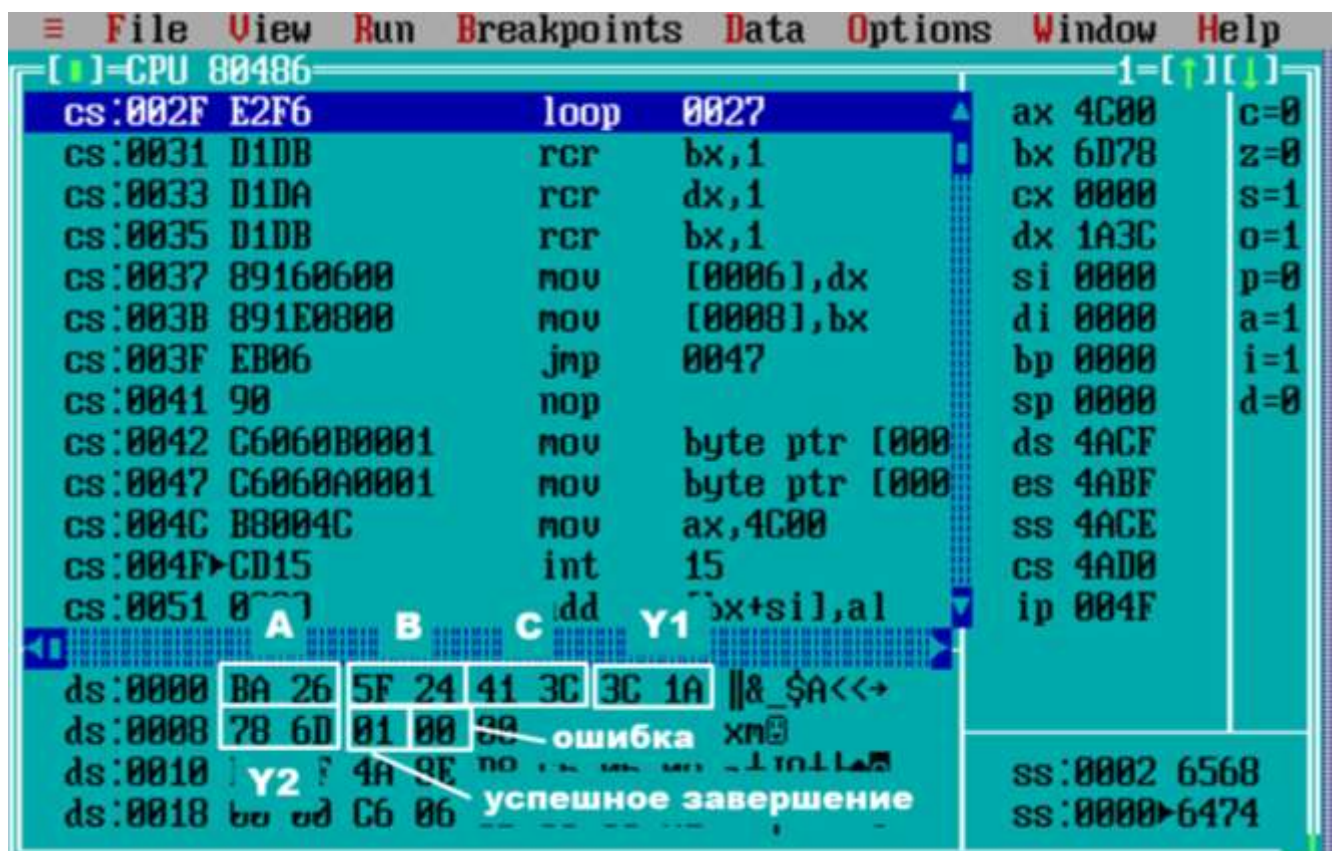 ≡ File View Run Breakpoints Data Options Window Help
[▮]=CPU 80486 1=[↑][↓]
cs:002F E2F6 loop 0027 ax 4C00 c=0
cs:0031 D1DB rcr bx,1 bx 6D78 z=0
cs:0033 D1DA rcr dx,1 cx 0000 s=1
cs:0035 D1DB rcr bx,1 dx 1A3C o=1
cs:0037 89160600 mov [0006],dx si 0000 p=0
cs:003B 891E0800 mov [0008],bx di 0000 a=1
cs:003F EB06 jmp 0047 bp 0000 i=1
cs:0041 90 nop sp 0000 d=0
cs:0042 C6060B0001 mov byte ptr [000 ds 4ACF
cs:0047 C6060A0001 mov byte ptr [000 es 4ABF
cs:004C B8004C mov ax,4C00 ss 4ACE
cs:004F►CD15 int 15 cs 4AD0
cs:0051 bx+si],al ip 004F
A B C Y1
ds:0000 BA 26 5F 24 41 3C 3C 1A ║&_$A<<→
ds:0008 78 6D 01 00 00 ошибка xm☺
ds:0010 Y2 4A 8E ss:0002 6568
ds:0018 C6 06 успешное завершение ss:0000►6474